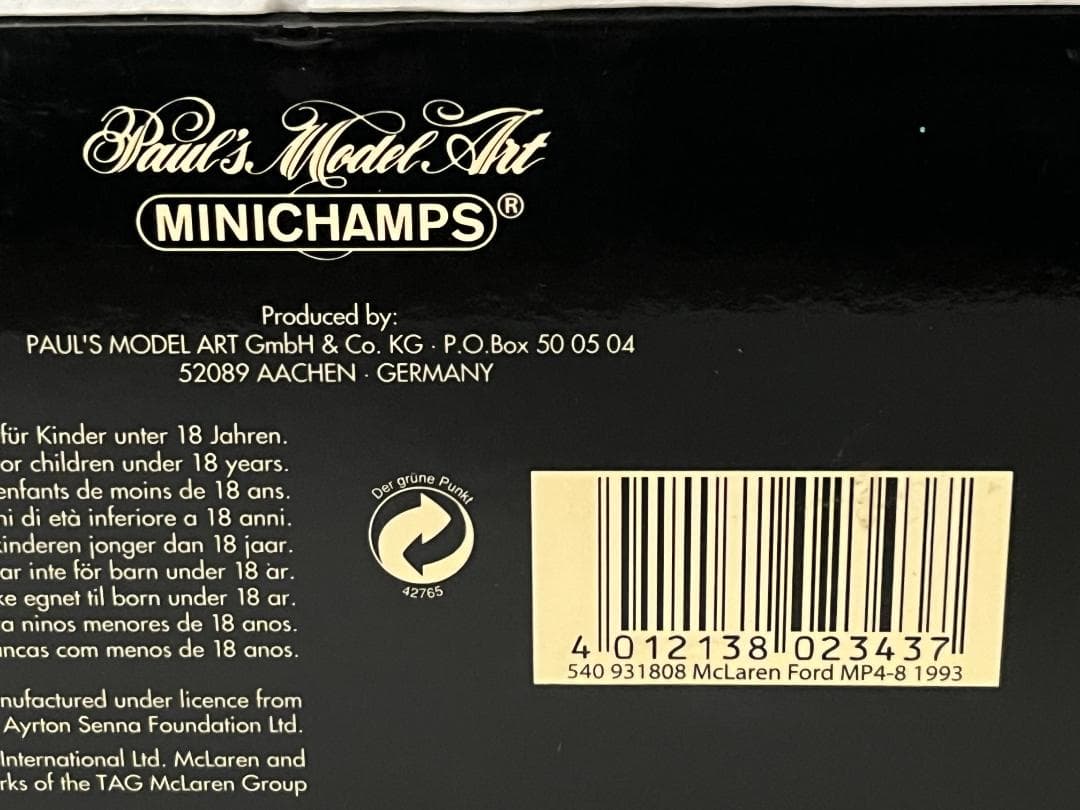 Paul's Model Art
MINICHAMPS®
Produced by:
PAUL'S MODEL ART GmbH & Co. KG · P.O.Box 50 05 04
52089 AACHEN · GERMANY
für Kinder unter 18 Jahren.
or children under 18 years.
enfants de moins de 18 ans.
ni di età inferiore a 18 anni.
kinderen jonger dan 18 jaar.
ar inte för barn under 18 år.
ke egnet til born under 18 ar.
a ninos menores de 18 anos.
ncas com menos de 18 anos.
nufactured under licence from
Ayrton Senna Foundation Ltd.
International Ltd. McLaren and
rks of the TAG McLaren Group
Der grüne Punkt
42765
4 012138 023437
540 931808 McLaren Ford MP4-8 1993